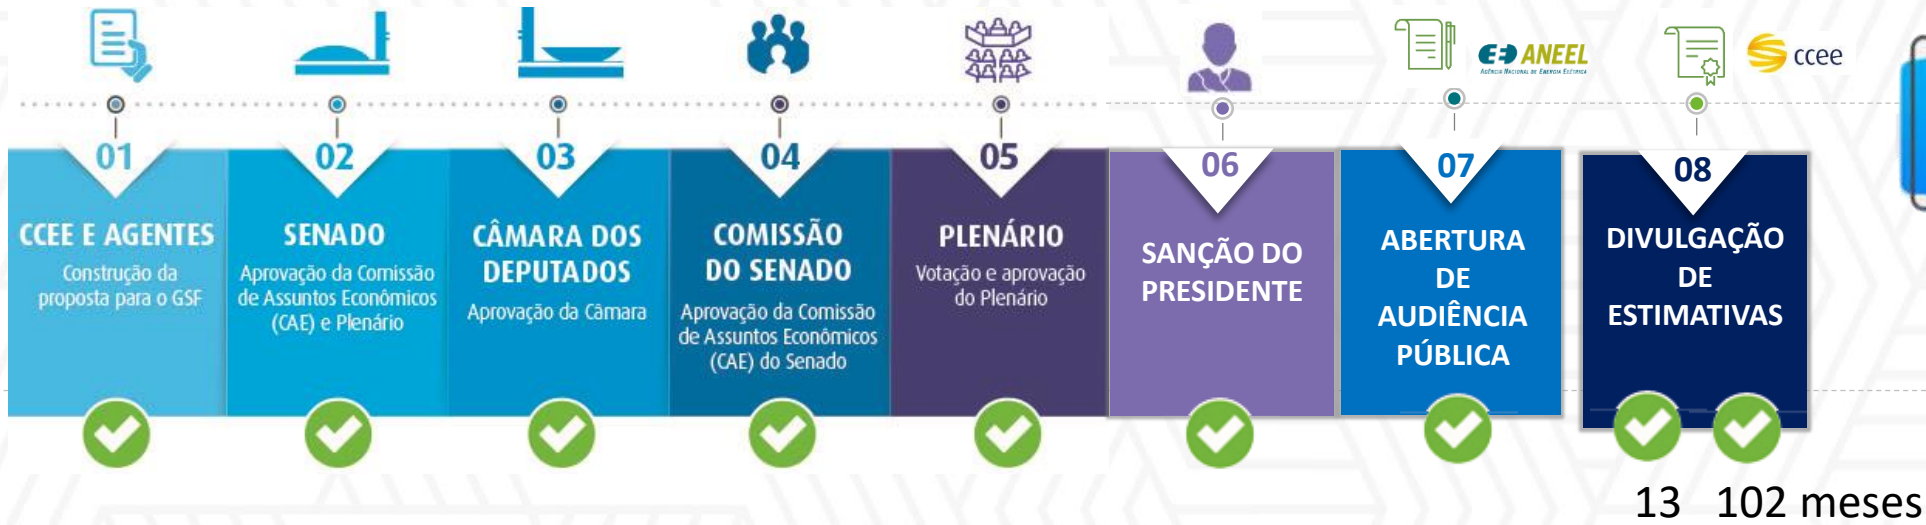 ANEEL
AGÊNCIA NACIONAL DE ENERGIA ELÉTRICA
ccee
01
CCEE E AGENTES
Construção da
proposta para o GSF
02
SENADO
Aprovação da Comissão
de Assuntos Econômicos
(CAE) e Plenário
03
CÂMARA DOS
DEPUTADOS
Aprovação da Câmara
04
COMISSÃO
DO SENADO
Aprovação da Comissão
de Assuntos Econômicos
(CAE) do Senado
05
PLENÁRIO
Votação e aprovação
do Plenário
06
SANÇÃO DO
PRESIDENTE
07
ABERTURA
DE
AUDIÊNCIA
PÚBLICA
08
DIVULGAÇÃO
DE
ESTIMATIVAS
13 102 meses